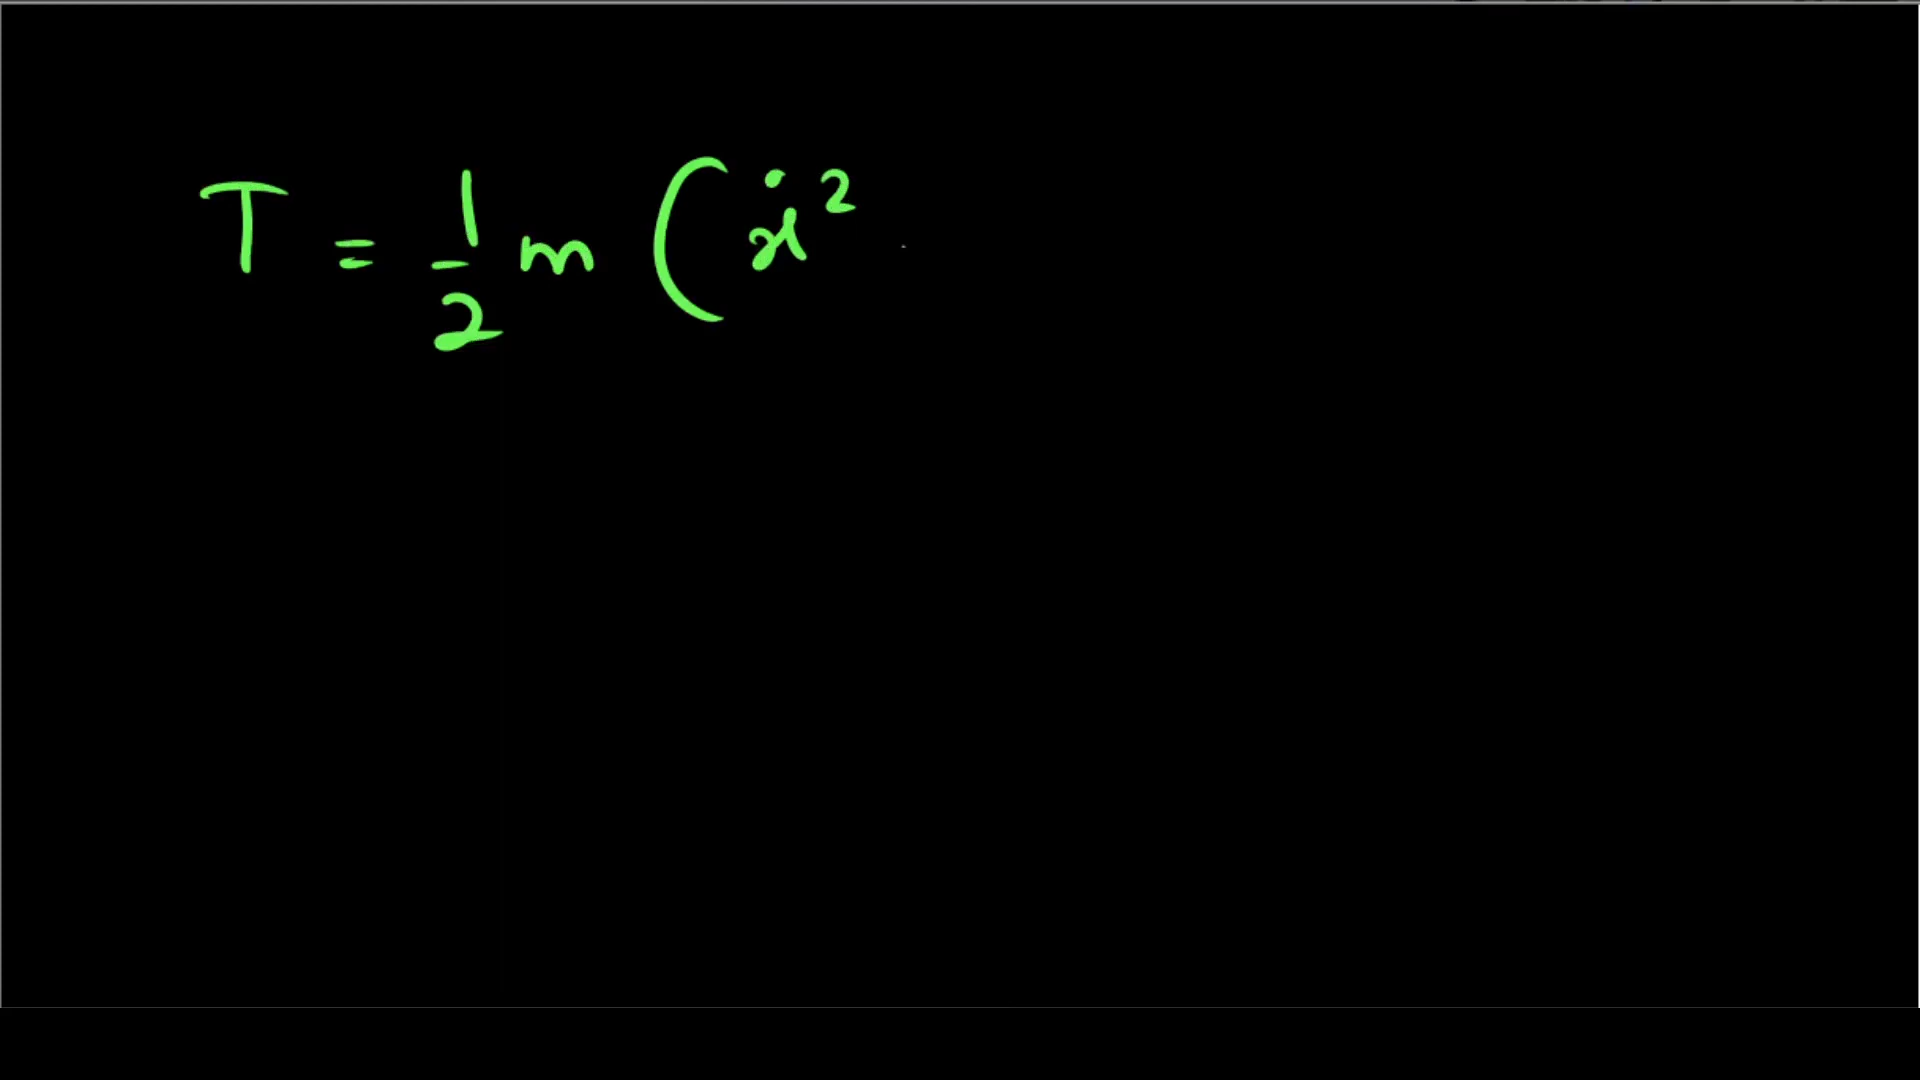 T = 1/2 m ( ẋ²